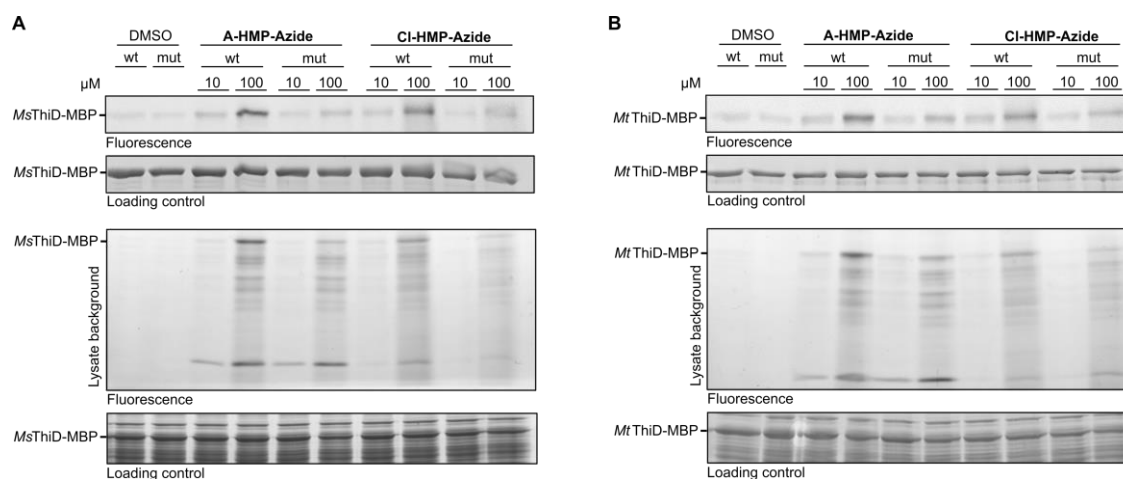 A
DMSO A-HMP-Azide Cl-HMP-Azide
wt mut wt mut wt mut
µM 10 100 10 100 10 100 10 100
MsThiD-MBP
Fluorescence
MsThiD-MBP
Loading control
MsThiD-MBP
Lysate background
Fluorescence
MsThiD-MBP
Loading control
B
DMSO A-HMP-Azide Cl-HMP-Azide
wt mut wt mut wt mut
µM 10 100 10 100 10 100 10 100
MtThiD-MBP
Fluorescence
MtThiD-MBP
Loading control
MtThiD-MBP
Lysate background
Fluorescence
MtThiD-MBP
Loading control